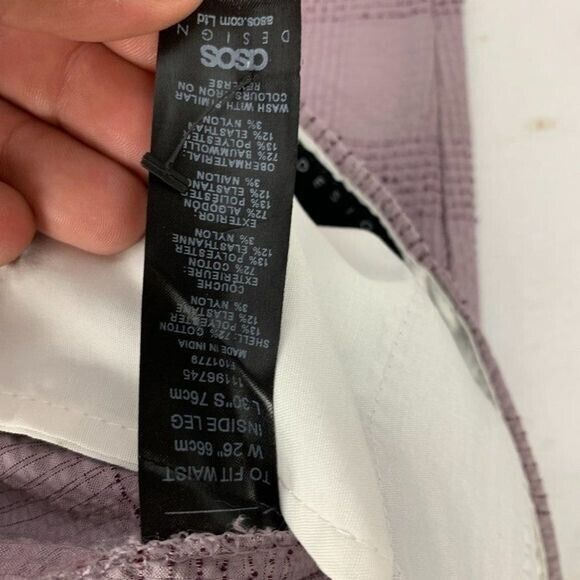 TO FIT WAIST
W 26" 66cm
INSIDE LEG
L30"S 76cm
11196745
MADE IN INDIA
SHELL: 72% COTTON
13% POLYESTER
12% ELASTANE
3% NYLON
COUCHE
EXTERIEURE:
72% COTON
13% POLYESTER
12% ELASTHANNE
3% NYLON
EXTERIOR:
72% ALGODON
13% POLIESTER
12% ELASTANO
3% NAILON
OBERMATERIAL:
72% BAUMWOLLE
13% POLYESTER
12% ELASTHAN
3% NYLON
WASH WITH SIMILAR
COLOURS/IRON ON
REVERSE
asos
DESIGN
asos.com Ltd
DESIG